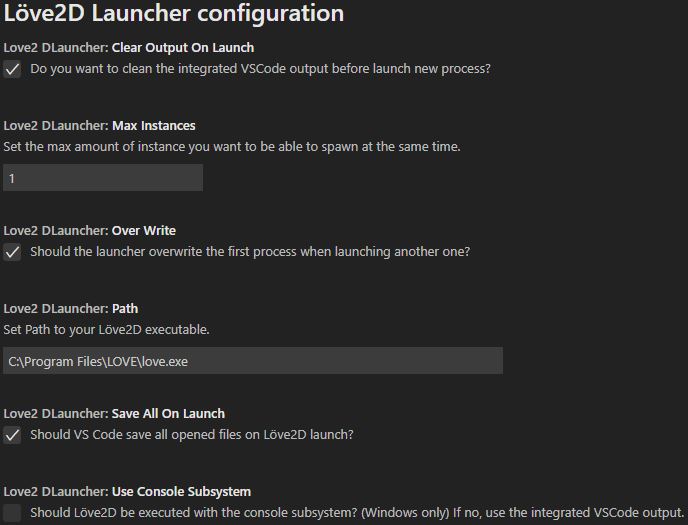 Löve2D Launcher configuration
Love2 DLauncher: Clear Output On Launch
Do you want to clean the integrated VSCode output before launch new process?
Love2 DLauncher: Max Instances
Set the max amount of instance you want to be able to spawn at the same time.
1
Love2 DLauncher: Over Write
Should the launcher overwrite the first process when launching another one?
Love2 DLauncher: Path
Set Path to your Löve2D executable.
C:\Program Files\LOVE\love.exe
Love2 DLauncher: Save All On Launch
Should VS Code save all opened files on Löve2D launch?
Love2 DLauncher: Use Console Subsystem
Should Löve2D be executed with the console subsystem? (Windows only) If no, use the integrated VSCode output.